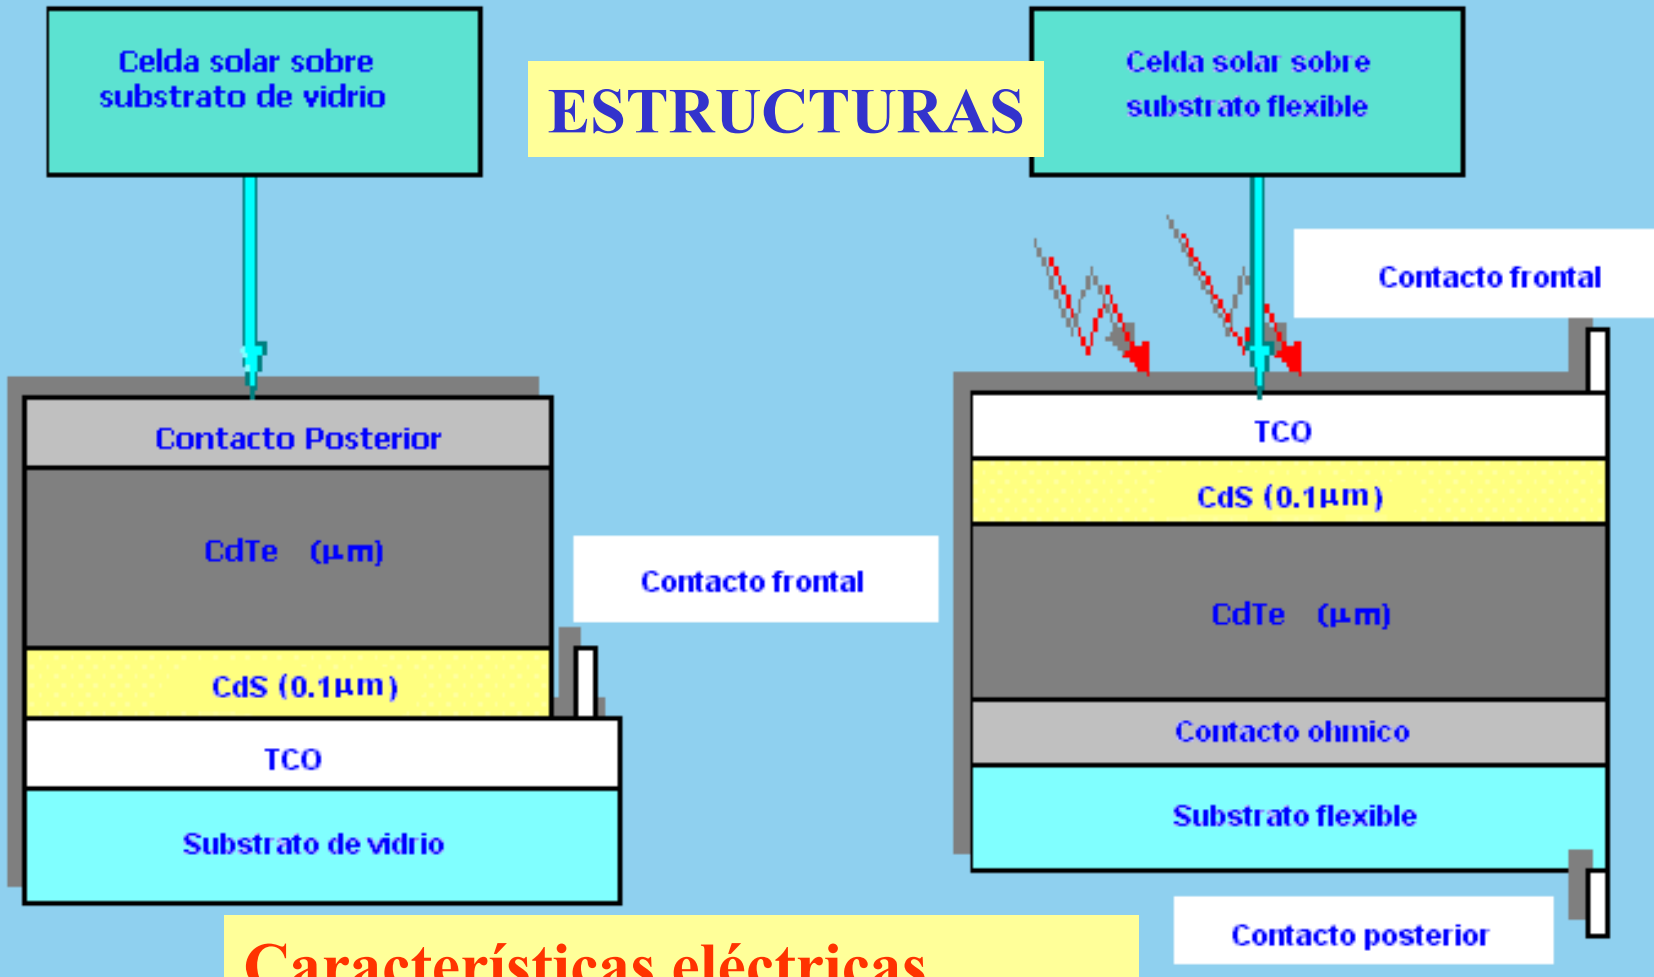 Celda solar sobre
substrato de vidrio
ESTRUCTURAS
Celda solar sobre
substrato flexible
Contacto Posterior
CdTe (μm)
CdS (0.1μm)
TCO
Substrato de vidrio
Contacto frontal
Contacto frontal
TCO
CdS (0.1μm)
CdTe (μm)
Contacto ohmico
Substrato flexible
Contacto posterior
Características eléctricas